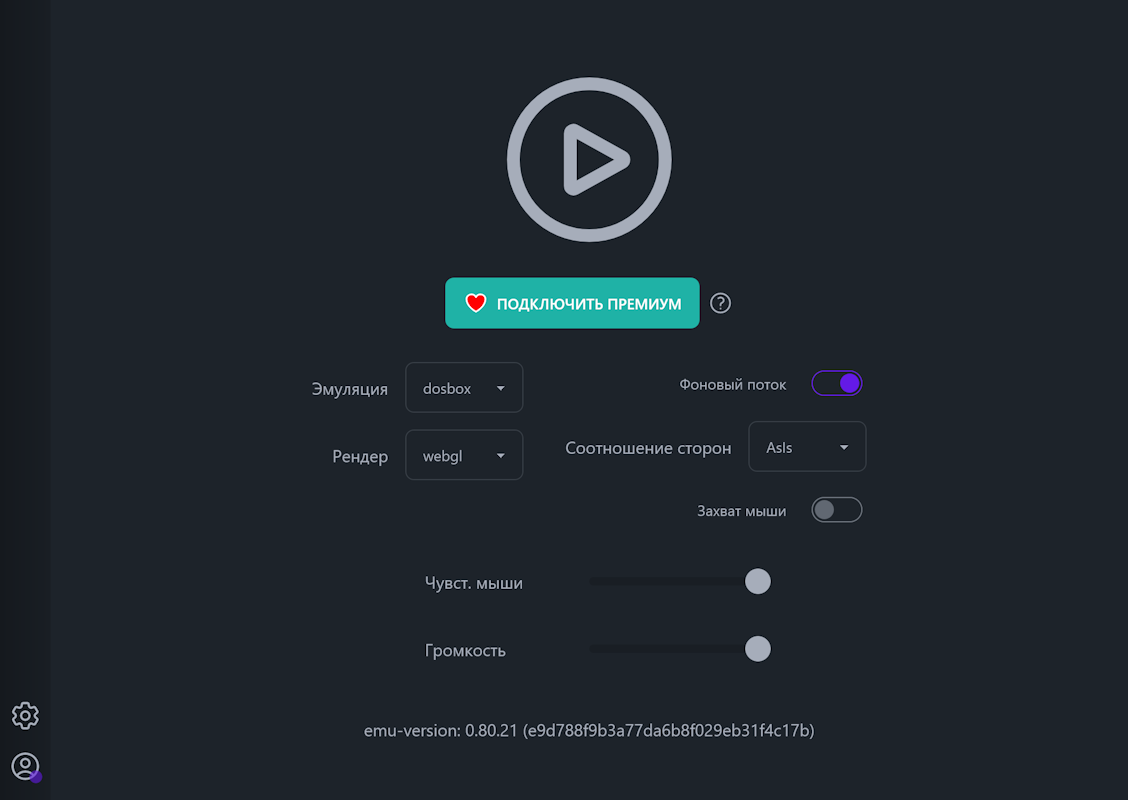 ПОДКЛЮЧИТЬ ПРЕМИУМ
?
Эмуляция
dosbox
Фоновый поток
Рендер
webgl
Соотношение сторон
AsIs
Захват мыши
Чувст. мыши
Громкость
emu-version: 0.80.21 (e9d788f9b3a77da6b8f029eb31f4c17b)